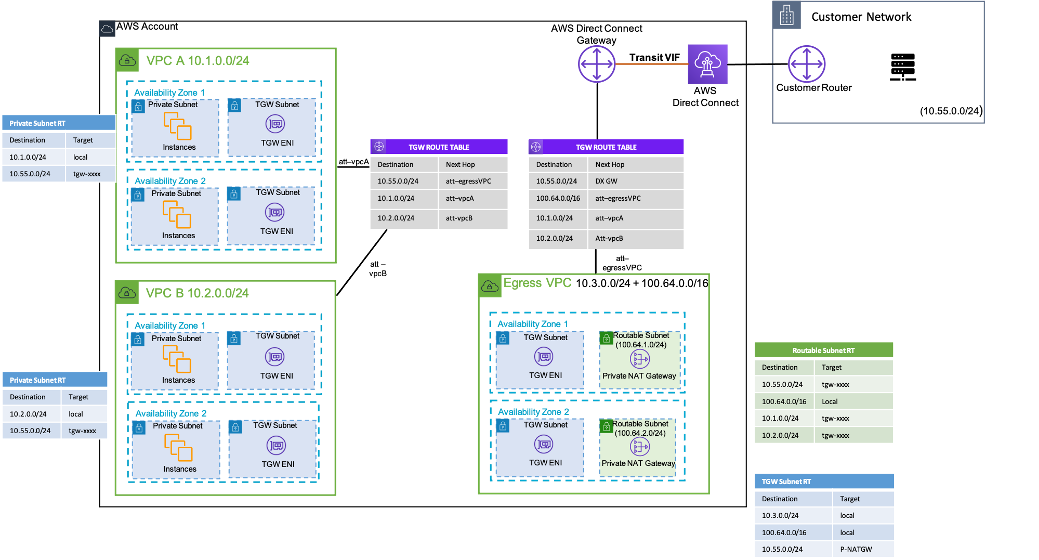 AWS Account
VPC A 10.1.0.0/24
Availability Zone 1
Private Subnet
Instances
TGW Subnet
TGW ENI
Availability Zone 2
Private Subnet
Instances
TGW Subnet
TGW ENI
Private Subnet RT
Destination Target
10.1.0.0/24 local
10.55.0.0/24 tgw-xxxx
VPC B 10.2.0.0/24
Availability Zone 1
Private Subnet
Instances
TGW Subnet
TGW ENI
Availability Zone 2
Private Subnet
Instances
TGW Subnet
TGW ENI
Private Subnet RT
Destination Target
10.2.0.0/24 local
10.55.0.0/24 tgw-xxxx
att–vpcA
att –
vpcB
TGW ROUTE TABLE
Destination Next Hop
10.55.0.0/24 att–egressVPC
10.1.0.0/24 att–vpcA
10.2.0.0/24 att-vpcB
AWS Direct Connect
Gateway
Transit VIF
AWS
Direct Connect
TGW ROUTE TABLE
Destination Next Hop
10.55.0.0/24 DX GW
100.64.0.0/16 att–egressVPC
10.1.0.0/24 att–vpcA
10.2.0.0/24 Att-vpcB
att–
egressVPC
Egress VPC 10.3.0.0/24 + 100.64.0.0/16
Availability Zone 1
TGW Subnet
TGW ENI
Routable Subnet
(100.64.1.0/24)
Private NAT Gateway
Availability Zone 2
TGW Subnet
TGW ENI
Routable Subnet
(100.64.2.0/24)
Private NAT Gateway
Customer Network
Customer Router
(10.55.0.0/24)
Routable Subnet RT
Destination Target
10.55.0.0/24 tgw-xxxx
100.64.0.0/16 Local
10.1.0.0/24 tgw-xxxx
10.2.0.0/24 tgw-xxxx
TGW Subnet RT
Destination Target
10.3.0.0/24 local
100.64.0.0/16 local
10.55.0.0/24 P-NATGW